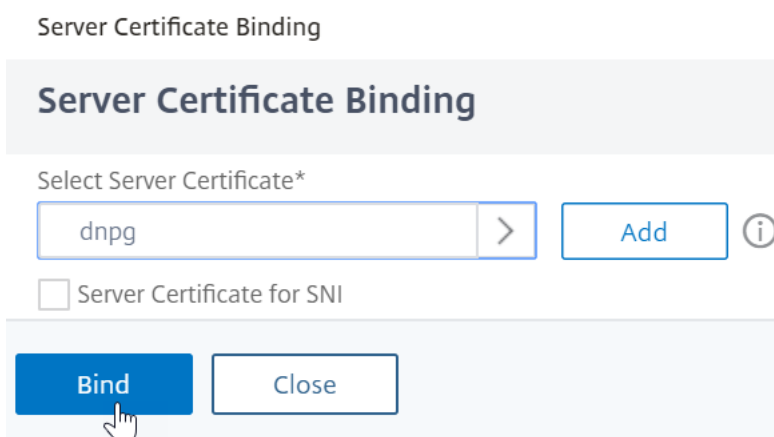 Server Certificate Binding
Server Certificate Binding
Select Server Certificate*
dnpg
Add
Server Certificate for SNI
Bind Close